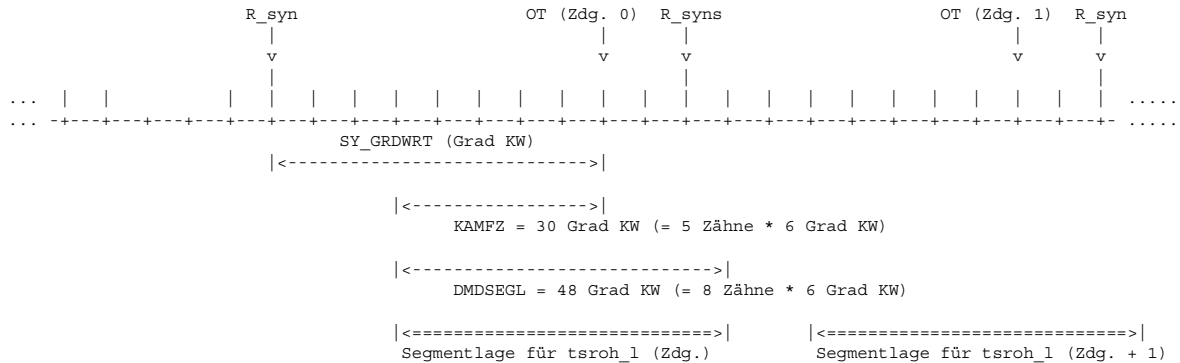 R_syn OT (Zdg. 0) R_syns OT (Zdg. 1) R_syn
| | | | |
v v v v v
| | |
... | | | | | | | | | | | | | | | | | | | | | | | | .....
... -+---+---+---+---+---+---+---+---+---+---+---+---+---+---+---+---+---+---+---+---+---+---+---+---+---+- .....
SY_GRDWRT (Grad KW)
|<----------------------------->|
|<----------------->|
KAMFZ = 30 Grad KW (= 5 Zähne * 6 Grad KW)
|<----------------------------->|
DMDSEGL = 48 Grad KW (= 8 Zähne * 6 Grad KW)
|<=============================>| |<=============================>|
Segmentlage für tsroh_l (Zdg.) Segmentlage für tsroh_l (Zdg. + 1)